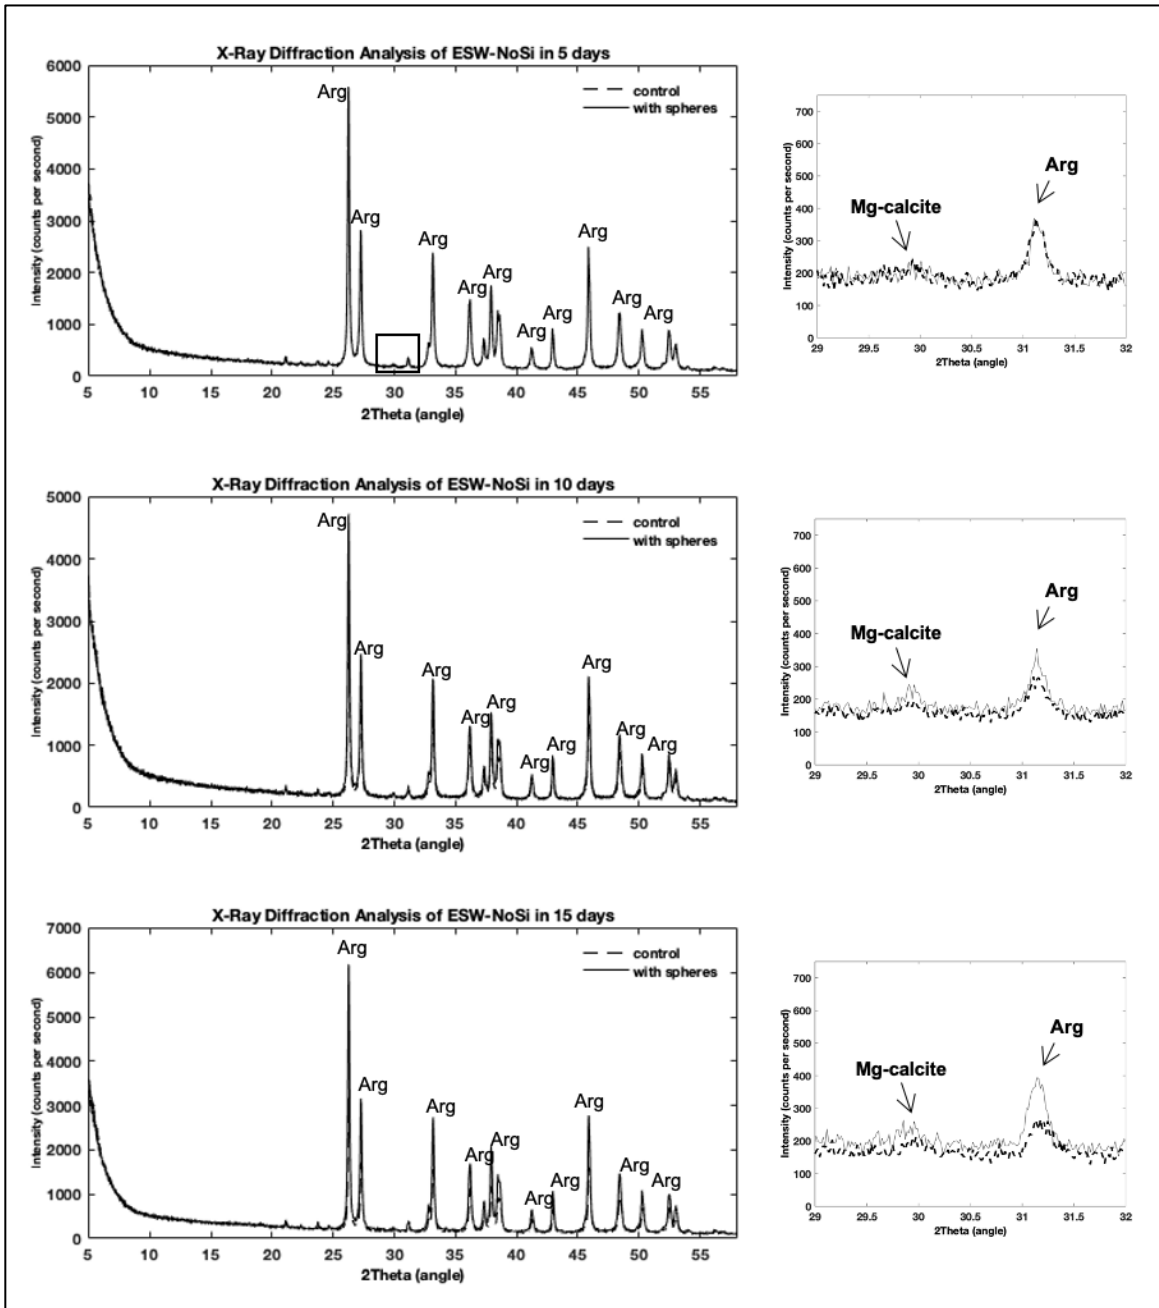 X-Ray Diffraction Analysis of ESW-NoSi in 5 days
6000
5000
4000
3000
2000
1000
0
Intensity (counts per second)
5 10 15 20 25 30 35 40 45 50 55
2Theta (angle)
control
with spheres
Arg
Arg
Arg
Arg
Arg
Arg
Arg
Arg
Arg
Arg
700
600
500
400
300
200
100
0
Intensity (counts per second)
29 29.5 30 30.5 31 31.5 32
2Theta (angle)
Mg-calcite
Arg
X-Ray Diffraction Analysis of ESW-NoSi in 10 days
5000
4000
3000
2000
1000
0
Intensity (counts per second)
5 10 15 20 25 30 35 40 45 50 55
2Theta (angle)
control
with spheres
Arg
Arg
Arg
Arg
Arg
Arg
Arg
Arg
Arg
Arg
700
600
500
400
300
200
100
0
Intensity (counts per second)
29 29.5 30 30.5 31 31.5 32
2Theta (angle)
Mg-calcite
Arg
X-Ray Diffraction Analysis of ESW-NoSi in 15 days
7000
6000
5000
4000
3000
2000
1000
0
Intensity (counts per second)
5 10 15 20 25 30 35 40 45 50 55
2Theta (angle)
control
with spheres
Arg
Arg
Arg
Arg
Arg
Arg
Arg
Arg
Arg
Arg
700
600
500
400
300
200
100
0
Intensity (counts per second)
29 29.5 30 30.5 31 31.5 32
2Theta (angle)
Mg-calcite
Arg